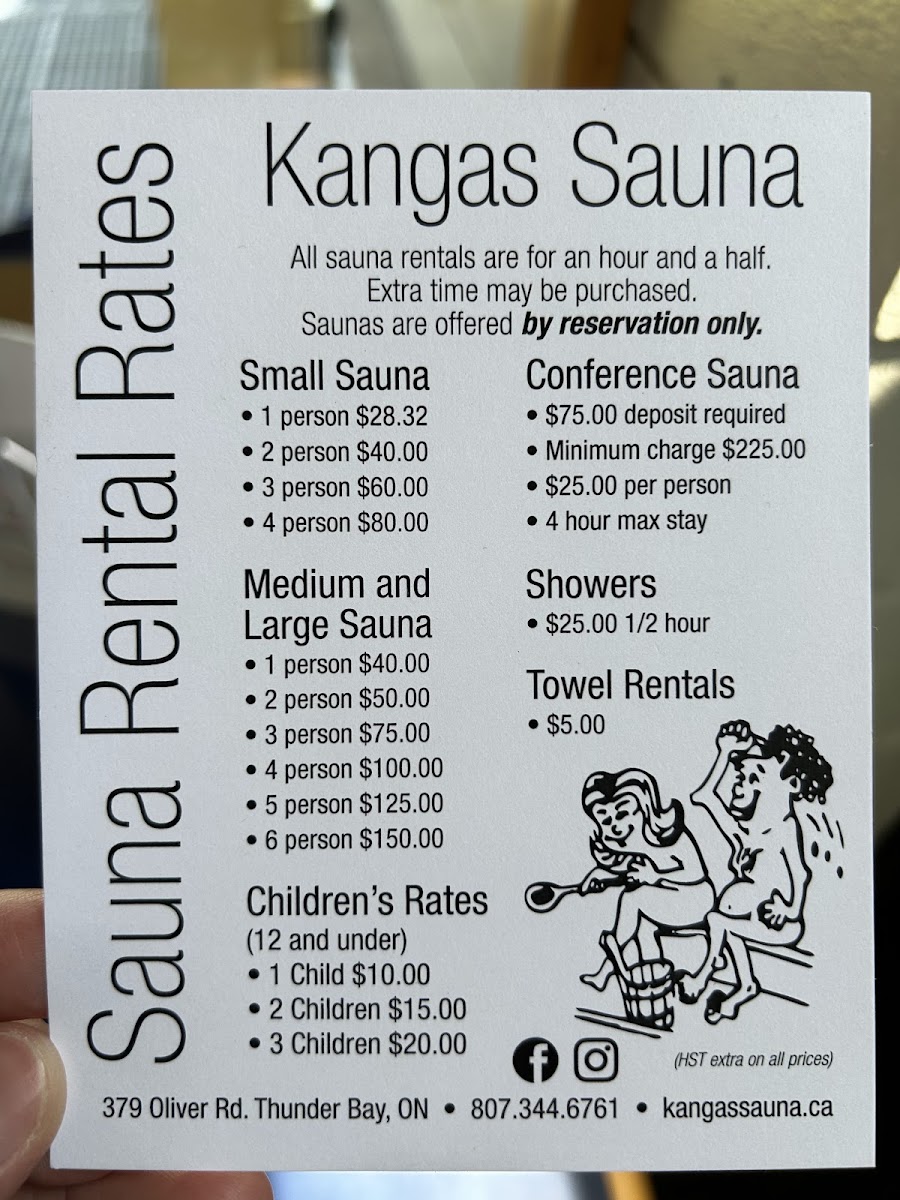 Sauna Rental Rates
Kangas Sauna
All sauna rentals are for an hour and a half.
Extra time may be purchased.
Saunas are offered by reservation only.
Small Sauna
• 1 person $28.32
• 2 person $40.00
• 3 person $60.00
• 4 person $80.00
Medium and
Large Sauna
• 1 person $40.00
• 2 person $50.00
• 3 person $75.00
• 4 person $100.00
• 5 person $125.00
• 6 person $150.00
Children's Rates
(12 and under)
• 1 Child $10.00
• 2 Children $15.00
• 3 Children $20.00
Conference Sauna
• $75.00 deposit required
• Minimum charge $225.00
• $25.00 per person
• 4 hour max stay
Showers
• $25.00 1/2 hour
Towel Rentals
• $5.00
(HST extra on all prices)
379 Oliver Rd. Thunder Bay, ON • 807.344.6761 • kangassauna.ca